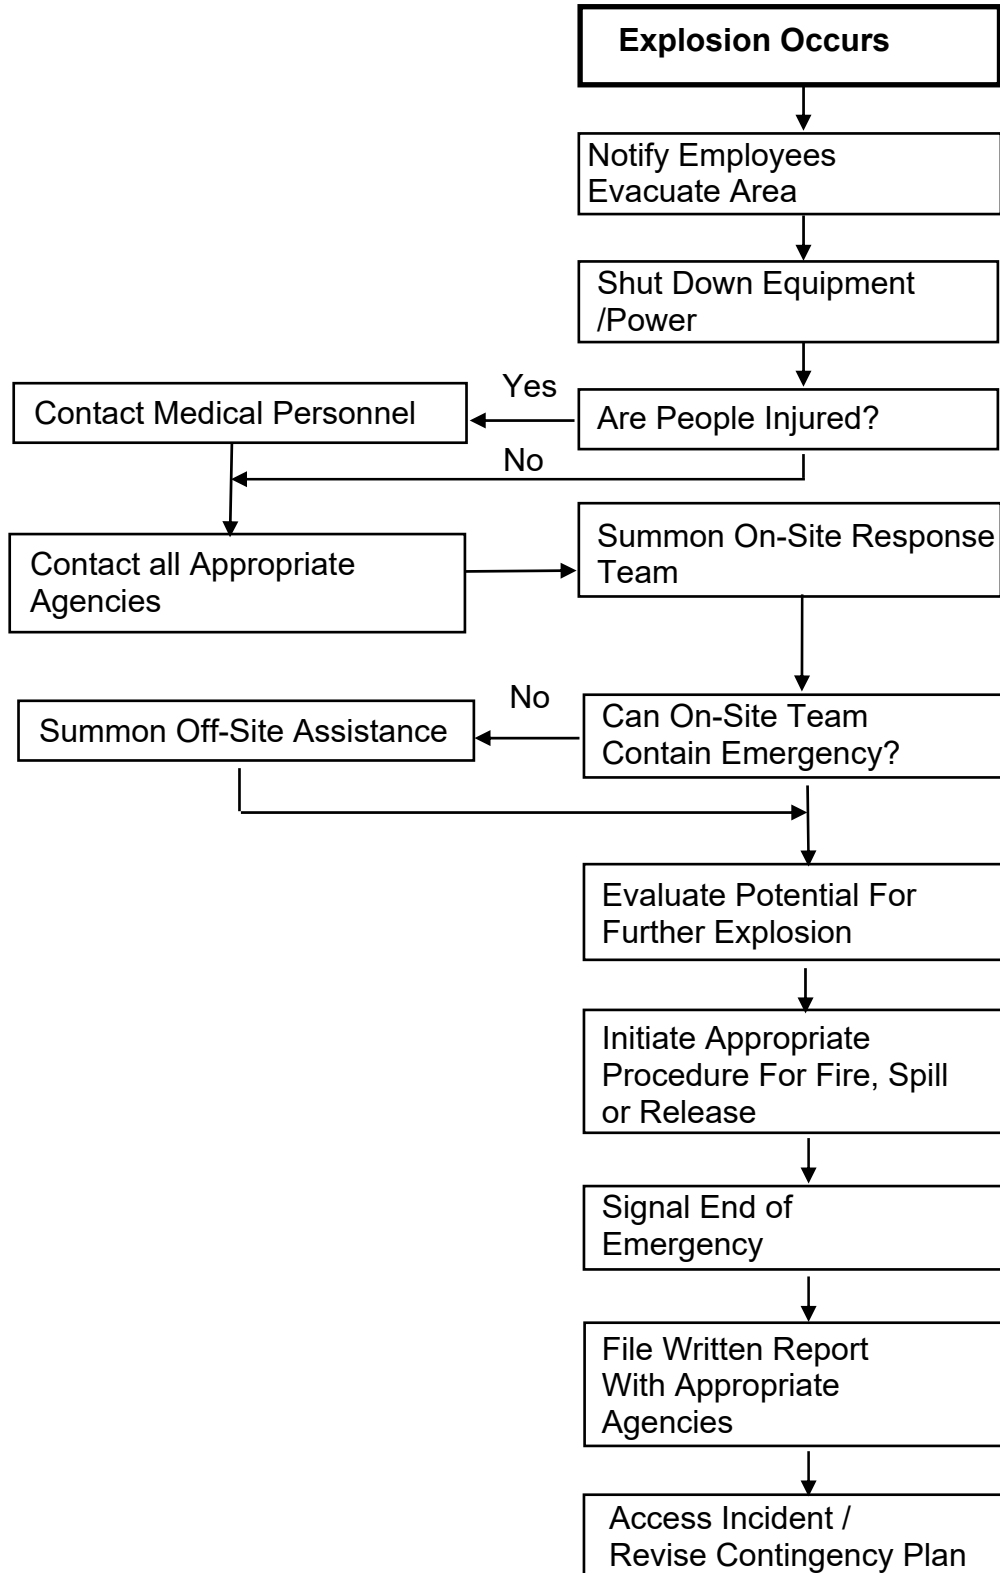 Explosion Occurs
Notify Employees
Evacuate Area
Shut Down Equipment
/Power
Are People Injured?
Yes
Contact Medical Personnel
No
Contact all Appropriate
Agencies
Summon On-Site Response
Team
Can On-Site Team
Contain Emergency?
No
Summon Off-Site Assistance
Evaluate Potential For
Further Explosion
Initiate Appropriate
Procedure For Fire, Spill
or Release
Signal End of
Emergency
File Written Report
With Appropriate
Agencies
Access Incident /
Revise Contingency Plan